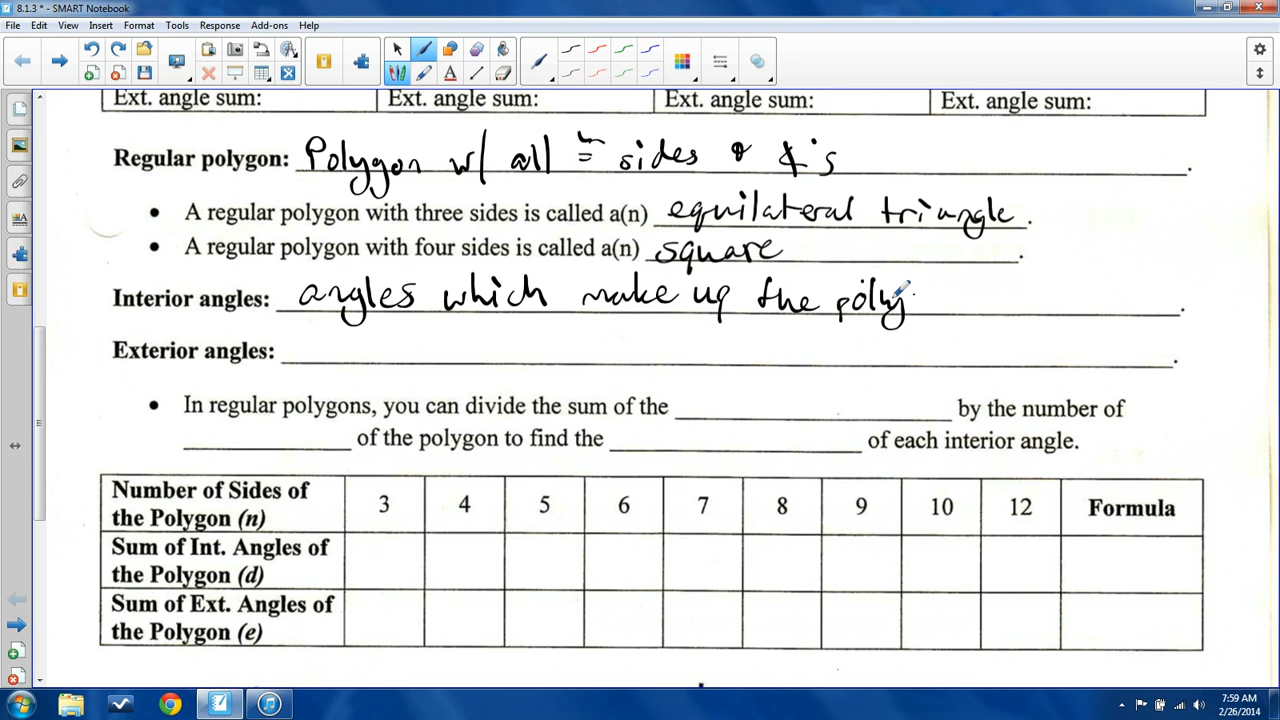 8.1.3 * - SMART Notebook
File Edit View Insert Format Tools Response Add-ons Help
Ext. angle sum: Ext. angle sum: Ext. angle sum: Ext. angle sum:
Regular polygon: Polygon w/ all ≅ sides & ∠'s.
• A regular polygon with three sides is called a(n) equilateral triangle.
• A regular polygon with four sides is called a(n) square.
Interior angles: angles which make up the poly.
Exterior angles: .
• In regular polygons, you can divide the sum of the ____ by the number of
____ of the polygon to find the ____ of each interior angle.
Number of Sides of the Polygon (n) 3 4 5 6 7 8 9 10 12 Formula
Sum of Int. Angles of the Polygon (d)
Sum of Ext. Angles of the Polygon (e)
7:59 AM
2/26/2014